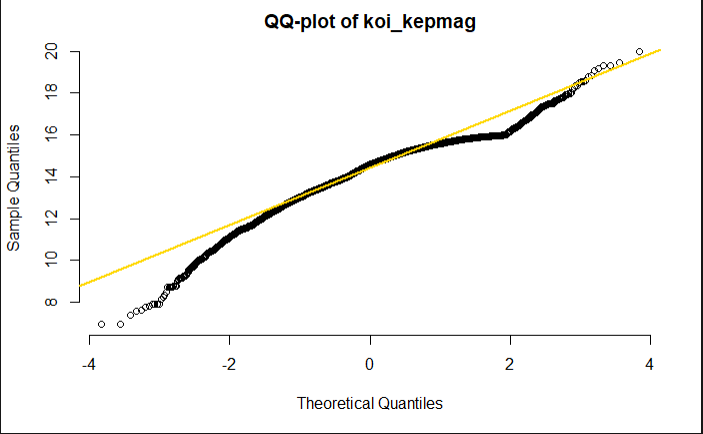 QQ-plot of koi_kepmag
Sample Quantiles
20
18
16
14
12
10
8
-4 -2 0 2 4
Theoretical Quantiles